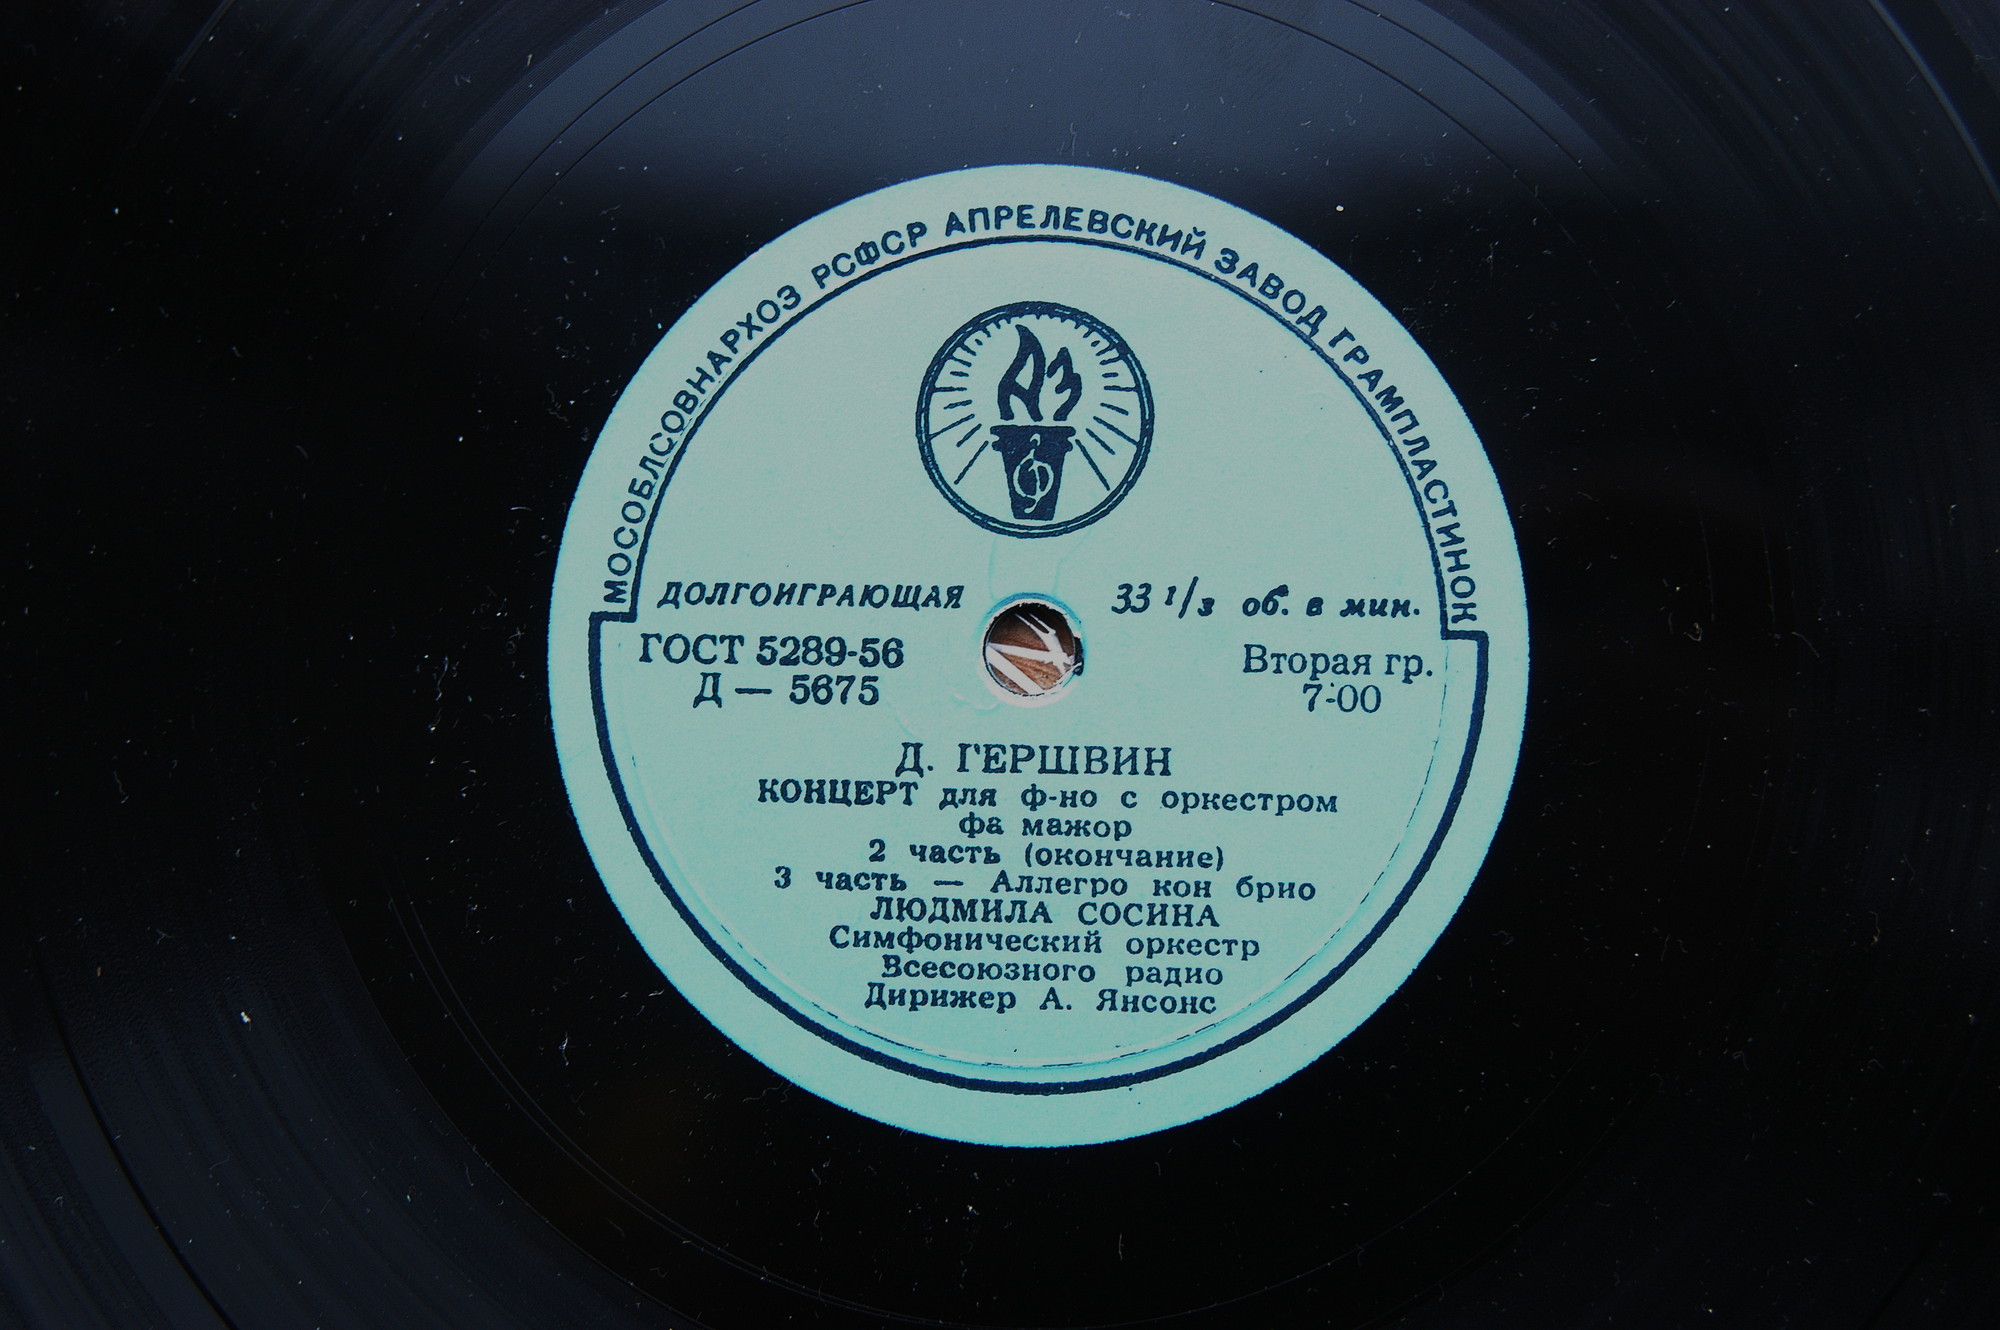 МОСОБЛСОВНАРХОЗ РСФСР АПРЕЛЕВСКИЙ ЗАВОД ГРАМПЛАСТИНОК
АЗ
ДОЛГОИГРАЮЩАЯ 33 1/3 об. в мин.
ГОСТ 5289-56 Вторая гр.
Д — 5675 7-00
Д. ГЕРШВИН
КОНЦЕРТ для ф-но с оркестром
фа мажор
2 часть (окончание)
3 часть — Аллегро кон брио
ЛЮДМИЛА СОСИНА
Симфонический оркестр
Всесоюзного радио
Дирижер А. Янсонс